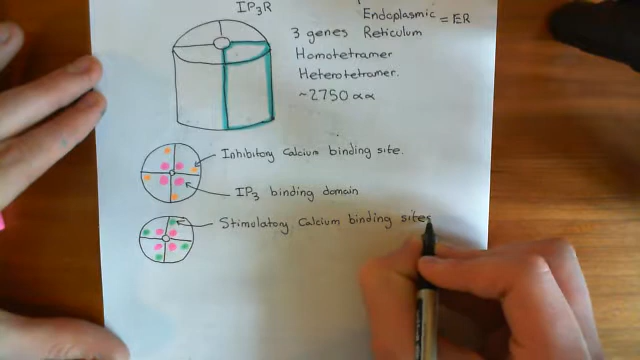 IP3R
Endoplasmic = ER
3 genes Reticulum
Homotetramer
Heterotetramer.
~2750 αα
Inhibitory Calcium binding site.
IP3 binding domain
Stimulatory Calcium binding sites